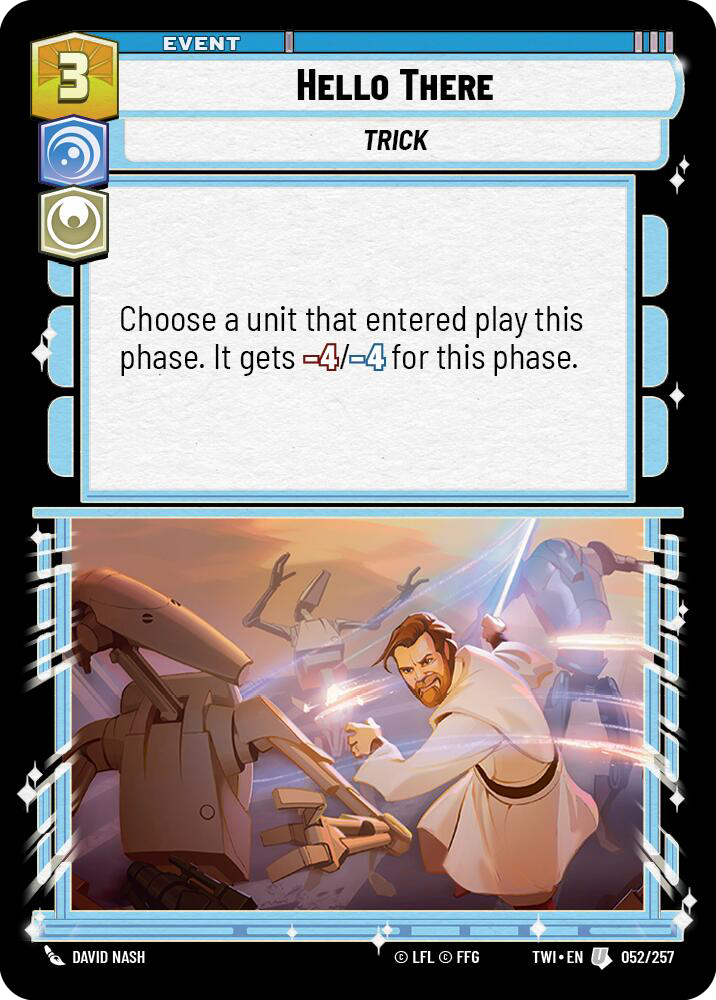 EVENT
3
HELLO THERE
TRICK
Choose a unit that entered play this
phase. It gets -4/-4 for this phase.
DAVID NASH
© LFL © FFG
TWI • EN
U
052/257